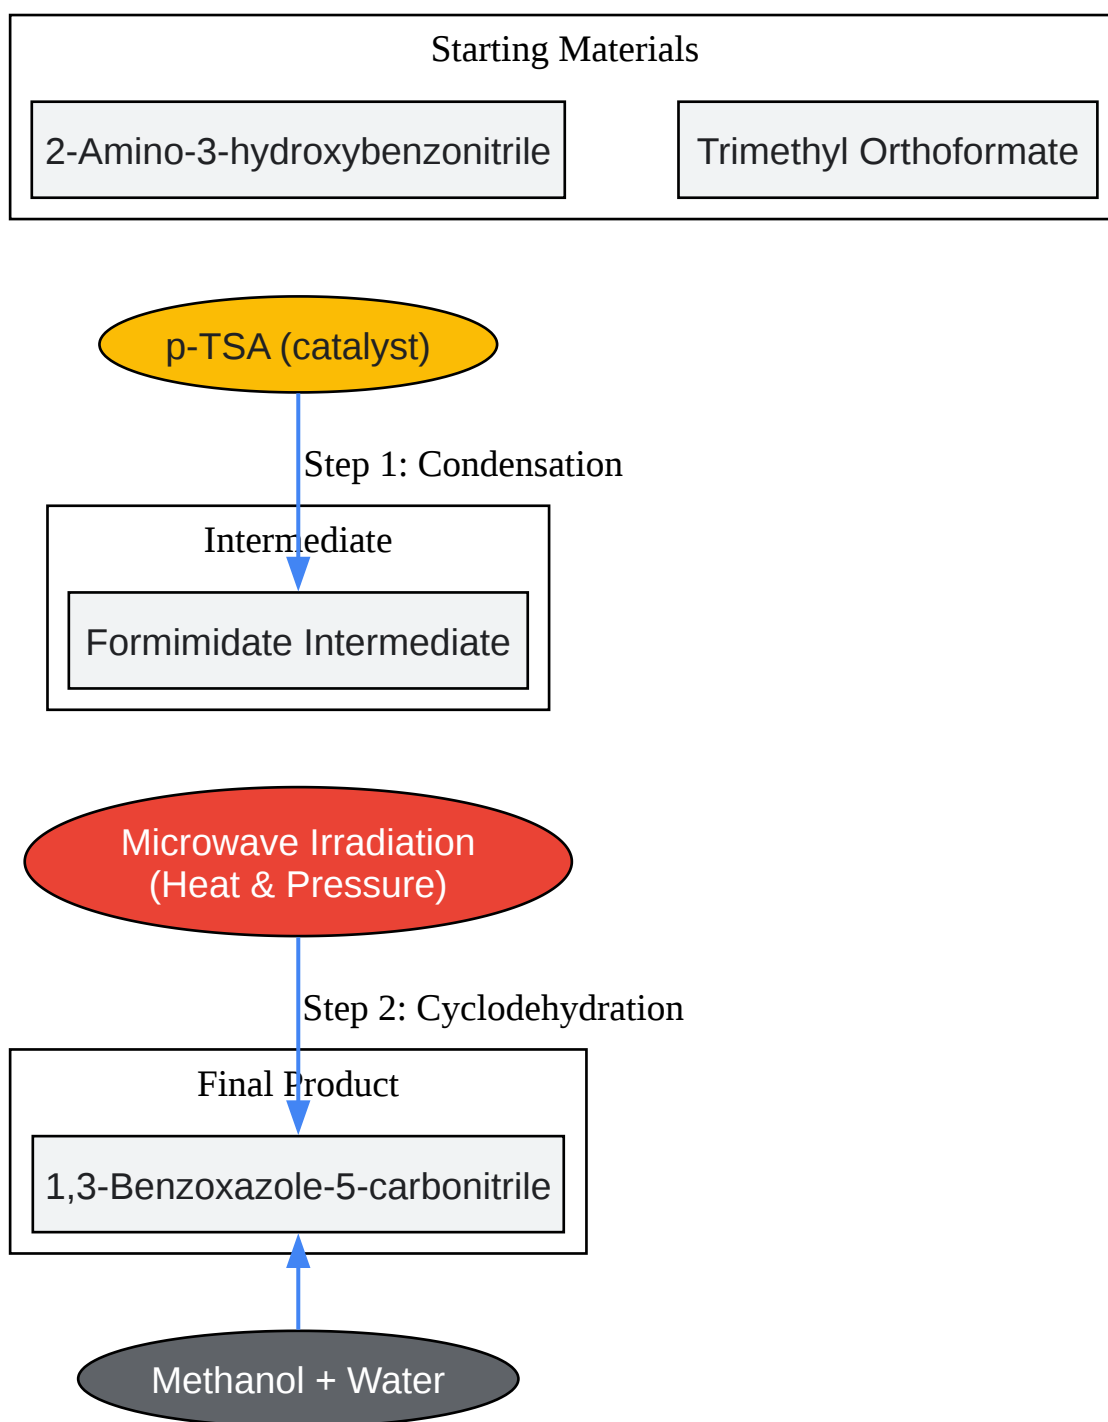 Starting Materials
2-Amino-3-hydroxybenzonitrile
Trimethyl Orthoformate
p-TSA (catalyst)
Step 1: Condensation
Intermediate
Formimidate Intermediate
Microwave Irradiation
(Heat & Pressure)
Step 2: Cyclodehydration
Final Product
1,3-Benzoxazole-5-carbonitrile
Methanol + Water